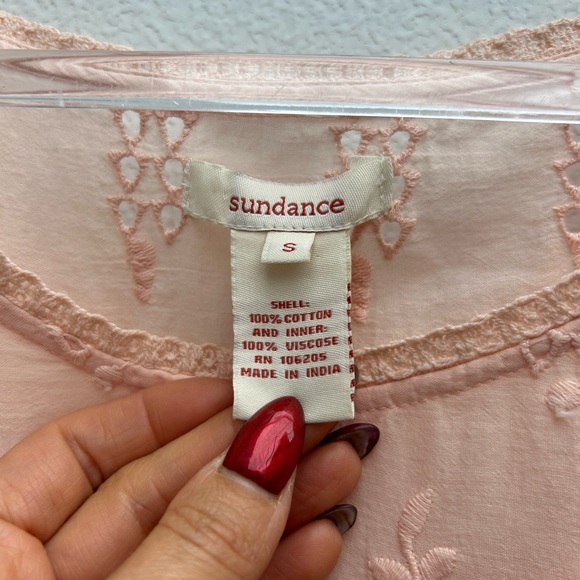 sundance
S
SHELL:
100% COTTON
AND INNER:
100% VISCOSE
RN 106205
MADE IN INDIA